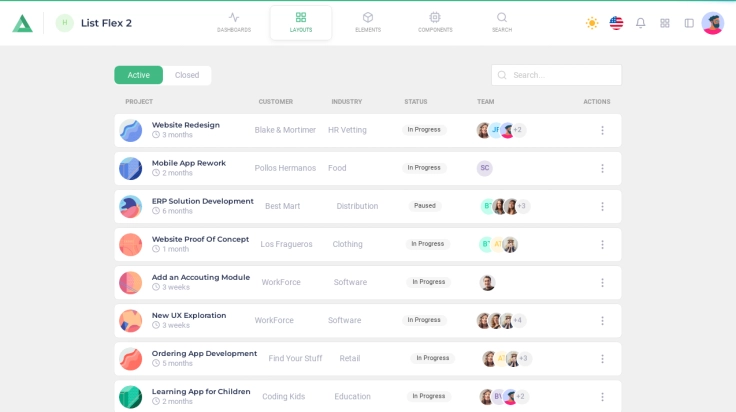 H List Flex 2
DASHBOARDS LAYOUTS ELEMENTS COMPONENTS SEARCH
Active Closed
Search...
PROJECT CUSTOMER INDUSTRY STATUS TEAM ACTIONS
Website Redesign
3 months
Blake & Mortimer HR Vetting In Progress +2
Mobile App Rework
2 months
Pollos Hermanos Food In Progress SC
ERP Solution Development
6 months
Best Mart Distribution Paused +3
Website Proof Of Concept
1 month
Los Fragueros Clothing In Progress
Add an Accouting Module
3 weeks
WorkForce Software In Progress
New UX Exploration
3 weeks
WorkForce Software In Progress +4
Ordering App Development
5 months
Find Your Stuff Retail In Progress +3
Learning App for Children
2 months
Coding Kids Education In Progress +2